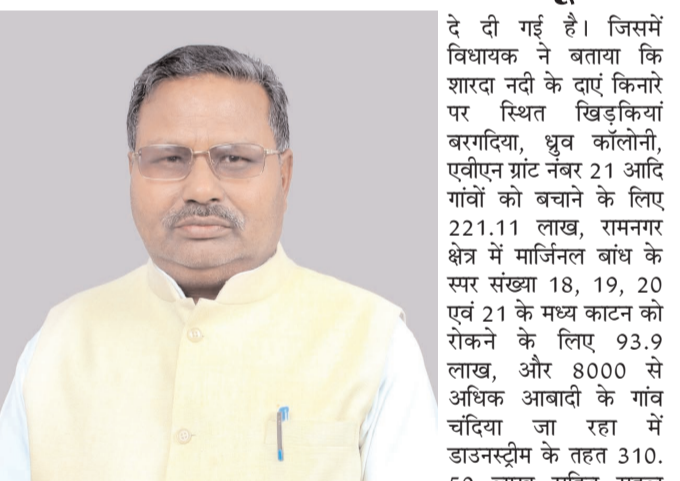 दे दी गई है। जिसमें
विधायक ने बताया कि
शारदा नदी के दाएं किनारे
पर स्थित खिड़कियां
बरगदिया, ध्रुव कॉलोनी,
एवीएन ग्रांट नंबर 21 आदि
गांवों को बचाने के लिए
221.11 लाख, रामनगर
क्षेत्र में मार्जिनल बांध के
स्पर संख्या 18, 19, 20
एवं 21 के मध्य काटन को
रोकने के लिए 93.9
लाख, और 8000 से
अधिक आबादी के गांव
चंदिया जा रहा में
डाउनस्ट्रीम के तहत 310.